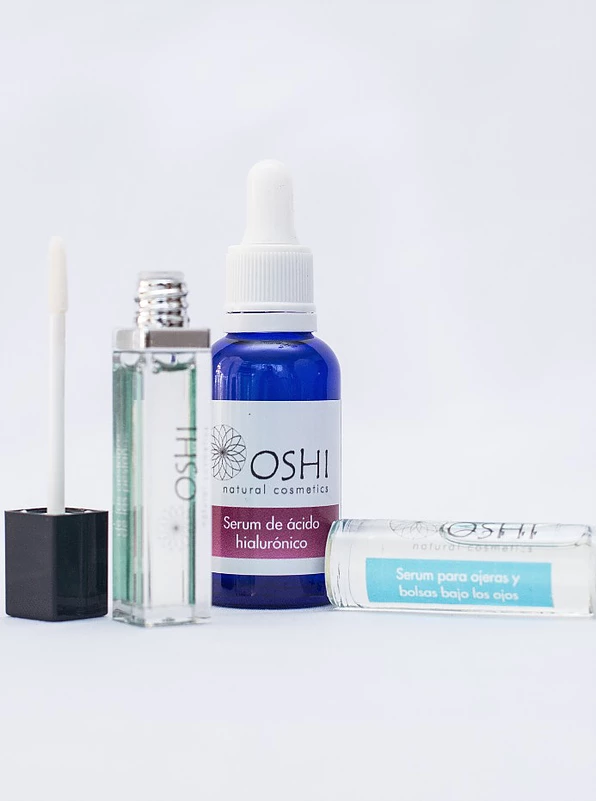 OSHI
OSHI
natural cosmetics
Serum de ácido
hialurónico
OSHI
natural cosmetics
Serum para ojeras y
bolsas bajo los ojos